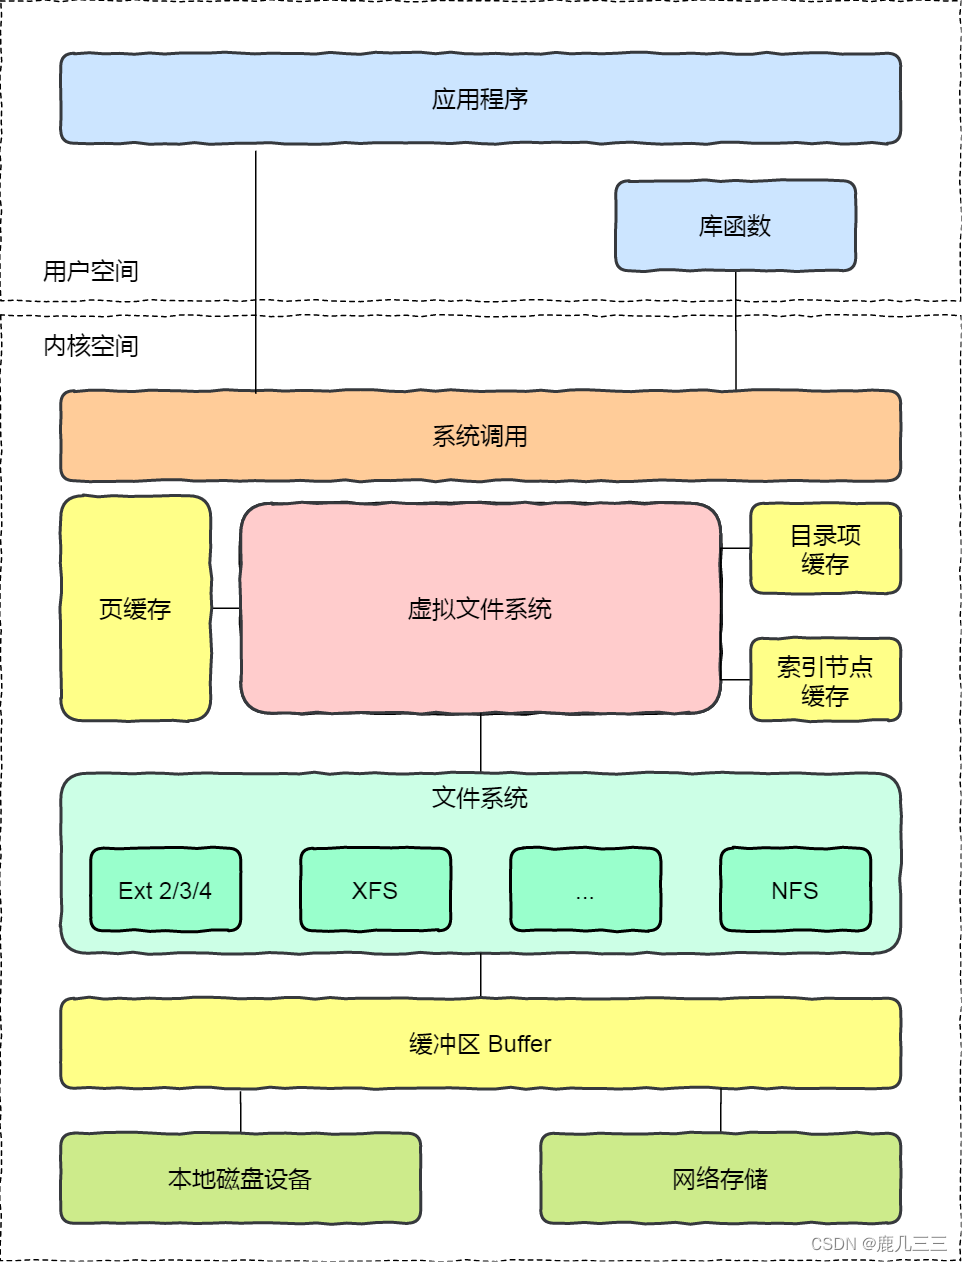 应用程序
库函数
用户空间
内核空间
系统调用
页缓存
虚拟文件系统
目录项
缓存
索引节点
缓存
文件系统
Ext 2/3/4
XFS
...
NFS
缓冲区 Buffer
本地磁盘设备
网络存储
CSDN @鹿几三三